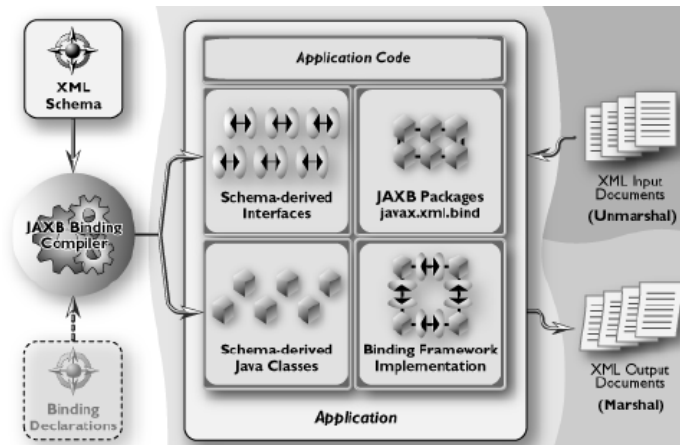 XML
Schema
JAXB Binding
Compiler
Binding
Declarations
Application Code
Schema-derived
Interfaces
JAXB Packages
javax.xml.bind
Schema-derived
Java Classes
Binding Framework
Implementation
Application
XML Input
Documents
(Unmarshal)
XML Output
Documents
(Marshal)